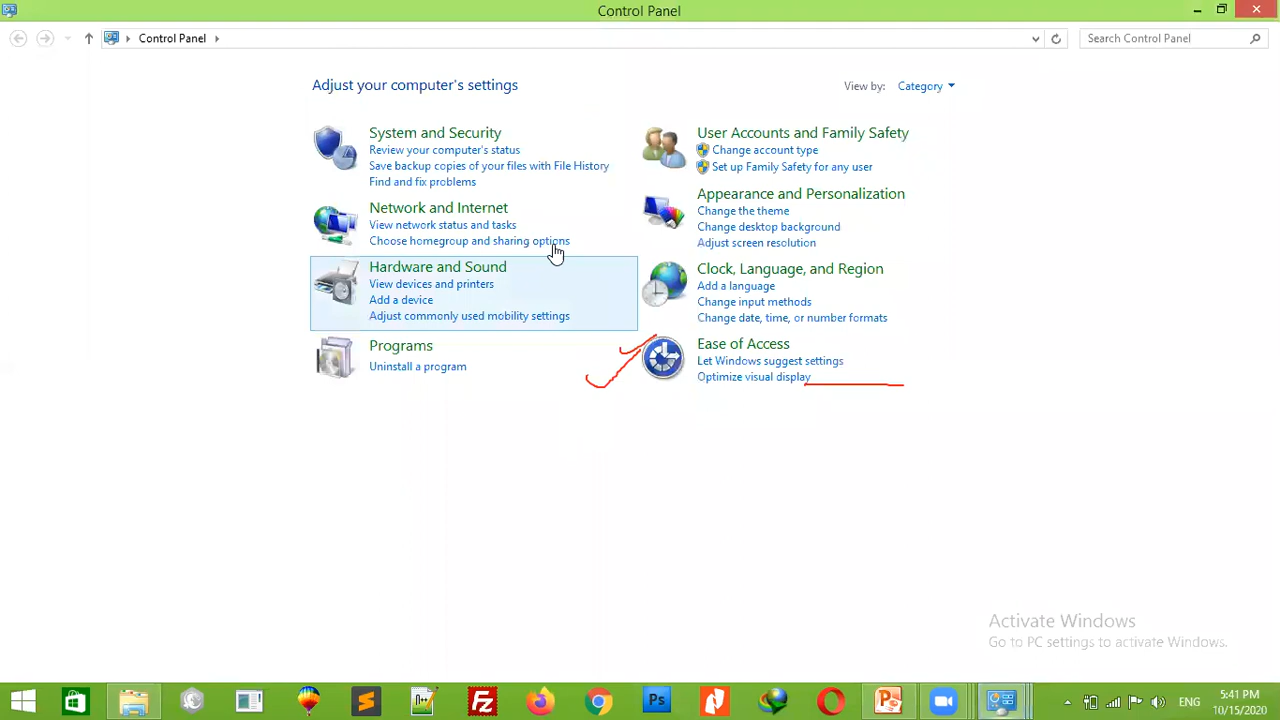 Control Panel
Control Panel
Search Control Panel
Adjust your computer's settings
View by: Category
System and Security
Review your computer's status
Save backup copies of your files with File History
Find and fix problems
Network and Internet
View network status and tasks
Choose homegroup and sharing options
Hardware and Sound
View devices and printers
Add a device
Adjust commonly used mobility settings
Programs
Uninstall a program
User Accounts and Family Safety
Change account type
Set up Family Safety for any user
Appearance and Personalization
Change the theme
Change desktop background
Adjust screen resolution
Clock, Language, and Region
Add a language
Change input methods
Change date, time, or number formats
Ease of Access
Let Windows suggest settings
Optimize visual display
Activate Windows
Go to PC settings to activate Windows.
Ps
ENG
5:41 PM
10/15/2020